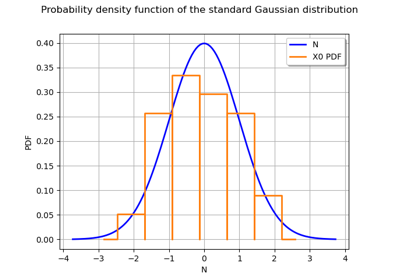 Probability density function of the standard Gaussian distribution
0.40
0.35
0.30
0.25
0.20
0.15
0.10
0.05
0.00
PDF
N
X0 PDF
−4 −3 −2 −1 0 1 2 3 4
N